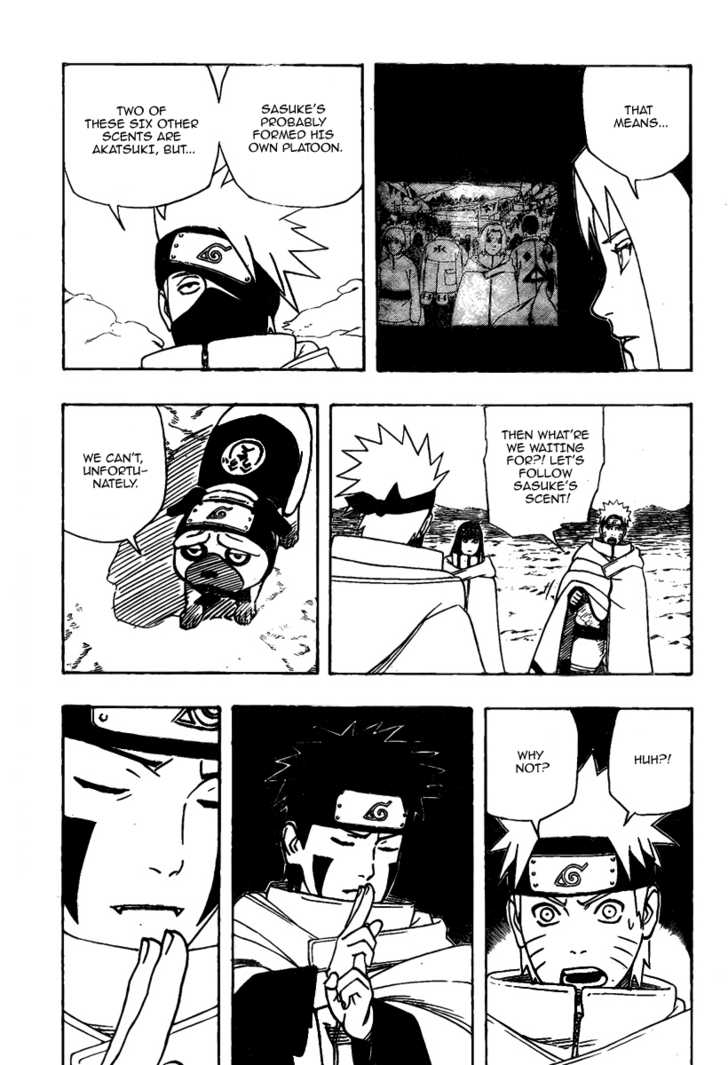 THAT
MEANS...
SASUKE'S
PROBABLY
FORMED HIS
OWN PLATOON.
TWO OF
THESE SIX OTHER
SCENTS ARE
AKATSUKI, BUT...
THEN WHAT'RE
WE WAITING
FOR?! LET'S
FOLLOW
SASUKE'S
SCENT!
WE CAN'T,
UNFORTU-
NATELY.
HUH?!
WHY
NOT?